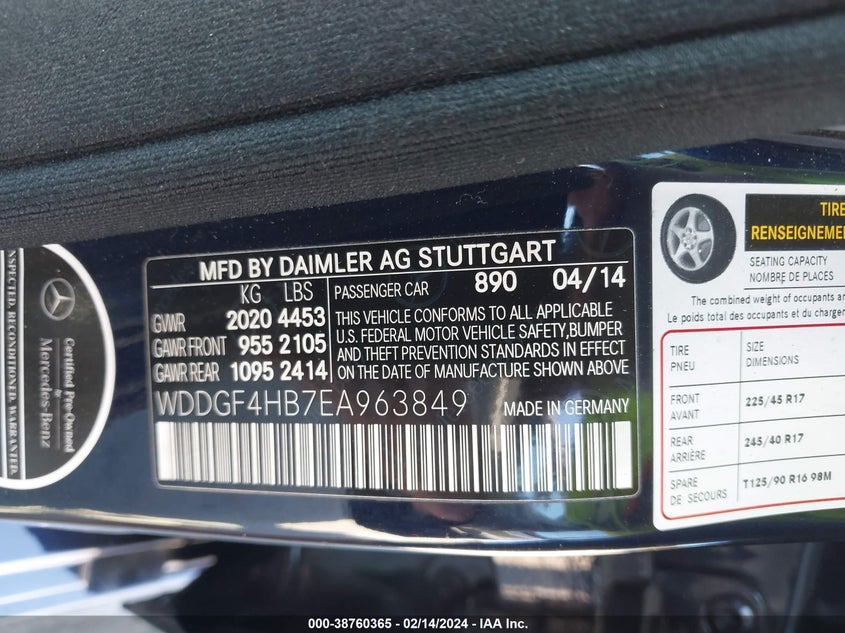 MFD BY DAIMLER AG STUTTGART
KG LBS
GVWR 2020 4453
GAWR FRONT 955 2105
GAWR REAR 1095 2414
PASSENGER CAR 890 04/14
THIS VEHICLE CONFORMS TO ALL APPLICABLE
U.S. FEDERAL MOTOR VEHICLE SAFETY,BUMPER
AND THEFT PREVENTION STANDARDS IN EFFECT
ON THE DATE OF MANUFACTURE SHOWN ABOVE
WDDGF4HB7EA963849 MADE IN GERMANY
Certified Pre-Owned
Mercedes-Benz
INSPECTED. RECONDITIONED. WARRANTED.
TIRE
RENSEIGNEMEN
SEATING CAPACITY
NOMBRE DE PLACES
The combined weight of occupants
Le poids total des occupants et du
TIRE SIZE
PNEU DIMENSIONS
FRONT
AVANT 225/45 R17
REAR
ARRIÈRE 245/40 R17
SPARE
DE SECOURS T125/90 R16 98M
000-38760365 - 02/14/2024 - IAA Inc.